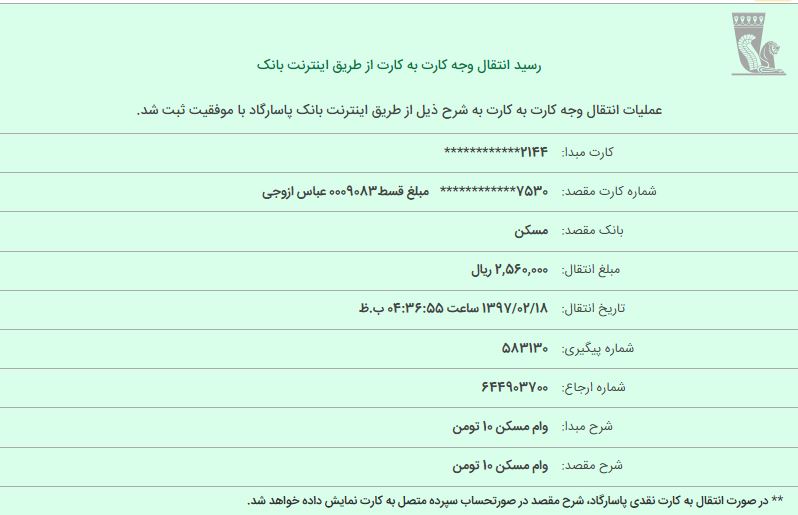 رسید انتقال وجه کارت به کارت از طریق اینترنت بانک
عملیات انتقال وجه کارت به کارت به شرح ذیل از طریق اینترنت بانک پاسارگاد با موفقیت ثبت شد.
کارت مبدا: ************۲۱۴۴
شماره کارت مقصد: ************۷۵۳۰ مبلغ قسط۰۰۰۹۰۸۳ عباس ازوجی
بانک مقصد: مسکن
مبلغ انتقال: ۲,۵۶۰,۰۰۰ ریال
تاریخ انتقال: ۱۳۹۷/۰۲/۱۸ ساعت ۰۴:۳۶:۵۵ ب.ظ
شماره پیگیری: ۵۸۳۱۳۰
شماره ارجاع: ۶۴۴۹۰۳۷۰۰
شرح مبدا: وام مسکن ۱۰ تومن
شرح مقصد: وام مسکن ۱۰ تومن
** در صورت انتقال به کارت نقدی پاسارگاد، شرح مقصد در صورتحساب سپرده متصل به کارت نمایش داده خواهد شد.